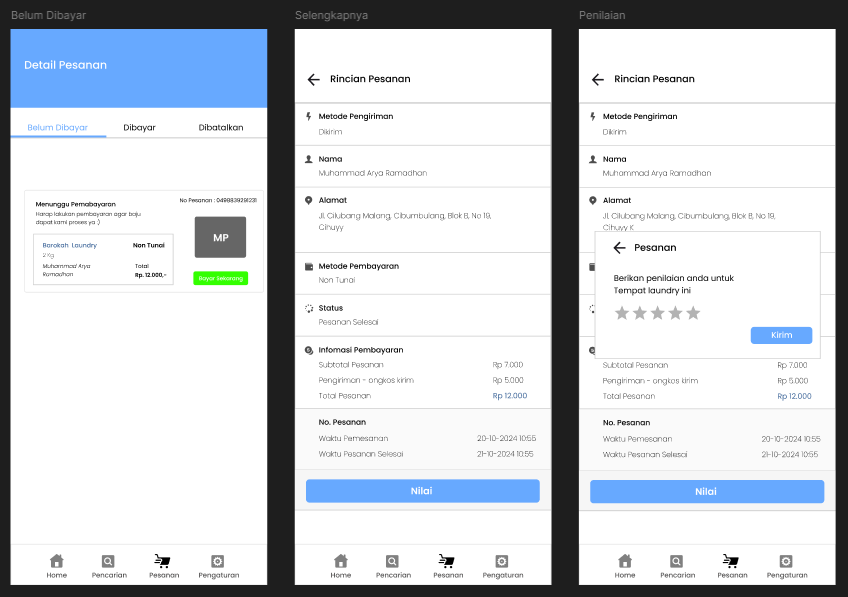 Belum Dibayar
Detail Pesanan
Belum Dibayar
Dibayar
Dibatalkan
Menunggu Pemabayaran
No Pesanan : 0498839291231
Harap lakukan pembayaran agar baju
dapat kami proses ya :)
MP
Barokah Laundry
Non Tunai
2 Kg
Muhammad Arya
Ramadhan
Total
Rp. 12.000,-
Bayar Sekarang
Home
Pencarian
Pesanan
Pengaturan
Selengkapnya
Rincian Pesanan
Metode Pengiriman
Dikirim
Nama
Muhammad Arya Ramadhan
Alamat
Jl. Cilubang Malang, Cibumbulang, Blok B, No 19,
Cihuyy
Metode Pembayaran
Non Tunai
Status
Pesanan Selesai
Infomasi Pembayaran
Subtotal Pesanan
Rp 7.000
Pengiriman - ongkos kirim
Rp 5.000
Total Pesanan
Rp 12.000
No. Pesanan
Waktu Pemesanan
20-10-2024 10:55
Waktu Pesanan Selesai
21-10-2024 10:55
Nilai
Home
Pencarian
Pesanan
Pengaturan
Penilaian
Rincian Pesanan
Metode Pengiriman
Dikirim
Nama
Muhammad Arya Ramadhan
Alamat
Jl. Cilubang Malang, Cibumbulang, Blok B, No 19,
Cihuyy K
Pesanan
Berikan penilaian anda untuk
Tempat laundry ini
Kirim
Subtotal Pesanan
Rp 7.000
Pengiriman - ongkos kirim
Rp 5.000
Total Pesanan
Rp 12.000
No. Pesanan
Waktu Pemesanan
20-10-2024 10:55
Waktu Pesanan Selesai
21-10-2024 10:55
Nilai
Home
Pencarian
Pesanan
Pengaturan